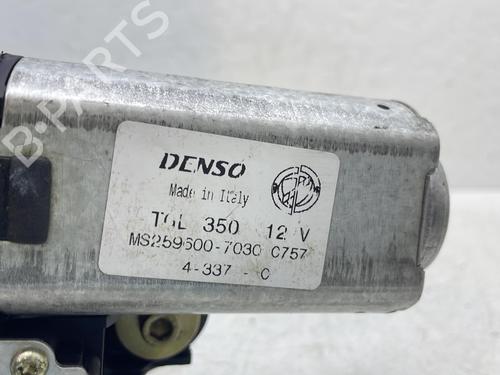 DENSO
Made in Italy
TGL 350 12 V
MS259600-7030 C757
4-337 - C
B-PARTS